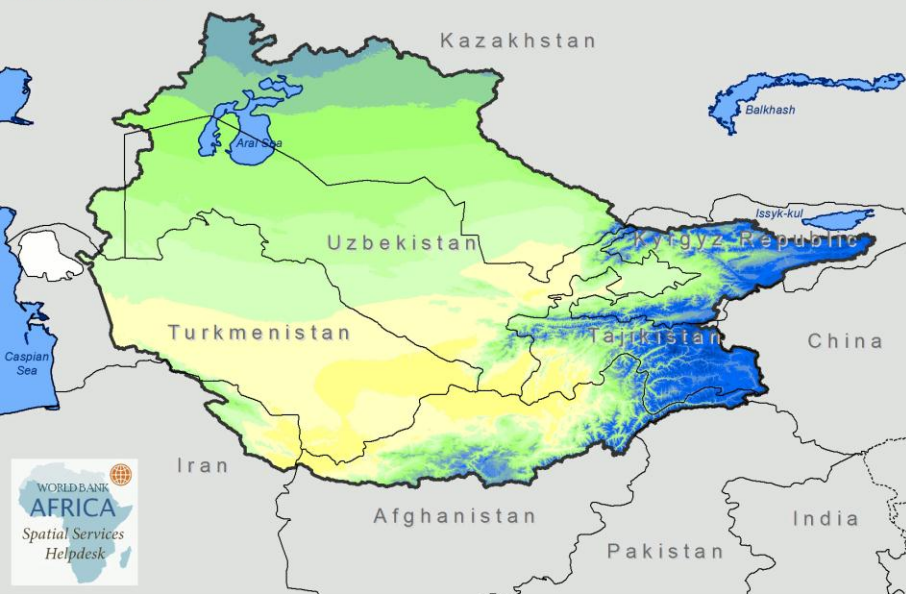 Kazakhstan
Balkhash
Aral Sea
Issyk-kul
Uzbekistan
Kyrgyz Republic
Turkmenistan
Tajikistan
China
Caspian
Sea
Iran
WORLD BANK
AFRICA
Spatial Services
Helpdesk
Afghanistan
India
Pakistan